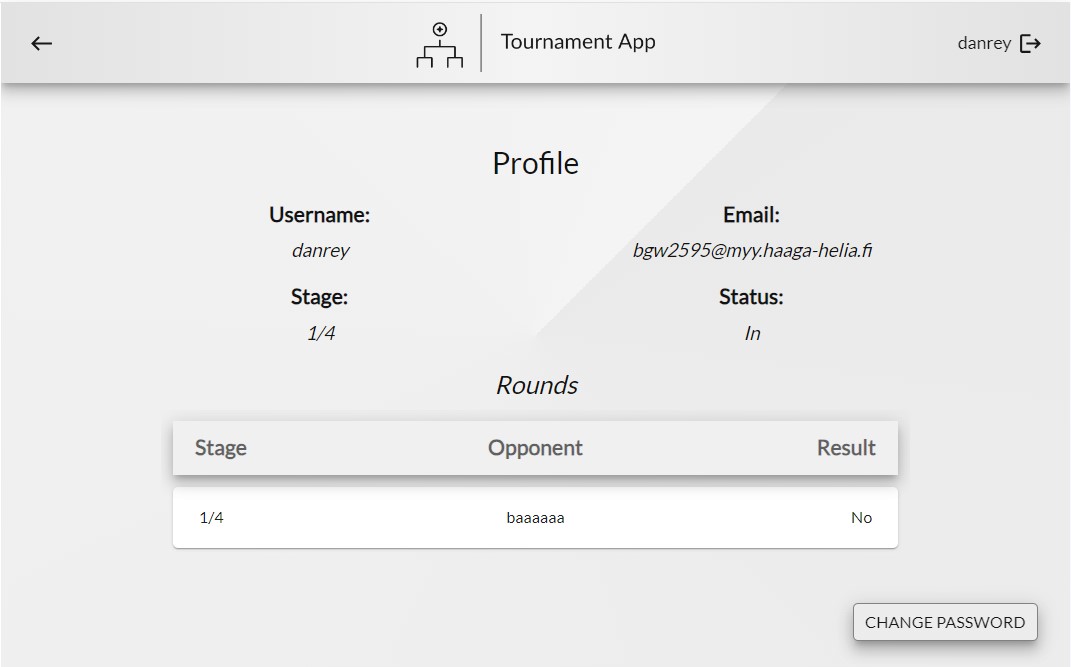 Tournament App
danrey
Profile
Username:
Email:
danrey
bgw2595@myy.haaga-helia.fi
Stage:
Status:
1/4
In
Rounds
Stage Opponent Result
1/4 baaaaaa No
CHANGE PASSWORD